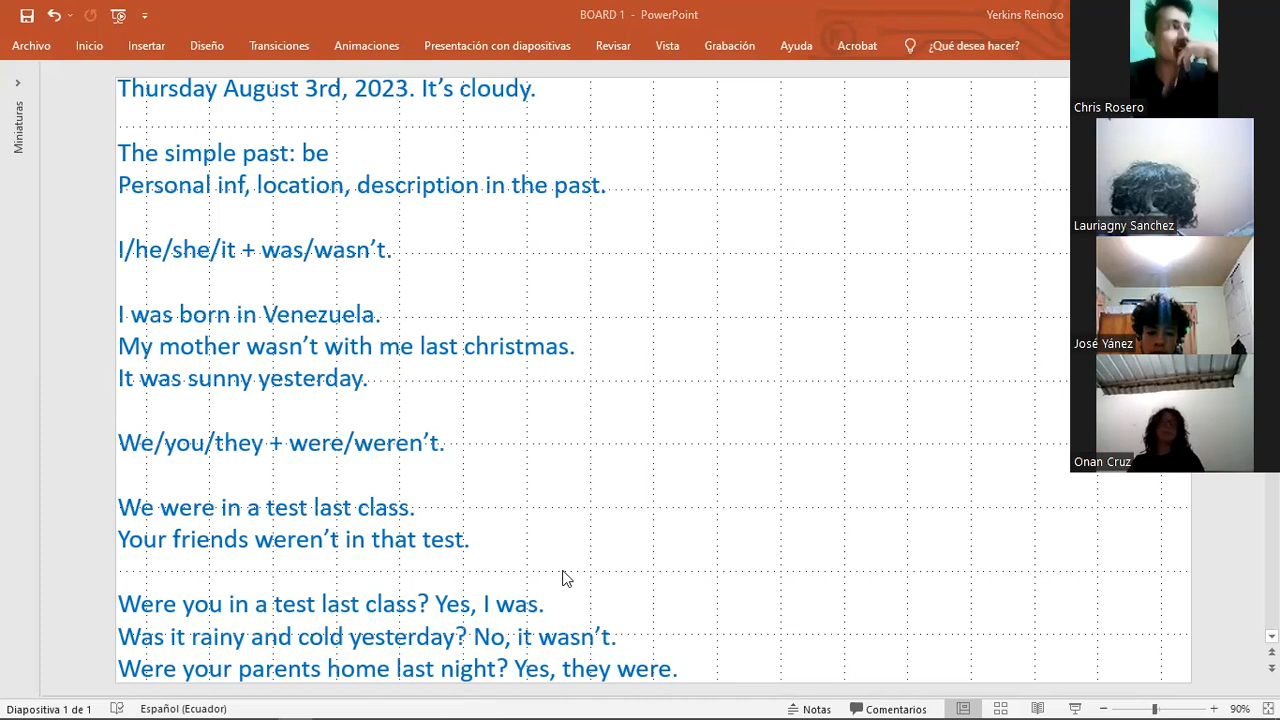 BOARD 1 - PowerPoint
Yerkins Reinoso
Archivo Inicio Insertar Diseño Transiciones Animaciones Presentación con diapositivas Revisar Vista Grabación Ayuda Acrobat ¿Qué desea hacer?
Miniaturas
Thursday August 3rd, 2023. It’s cloudy.
The simple past: be
Personal inf, location, description in the past.
I/he/she/it + was/wasn’t.
I was born in Venezuela.
My mother wasn’t with me last christmas.
It was sunny yesterday.
We/you/they + were/weren’t.
We were in a test last class.
Your friends weren’t in that test.
Were you in a test last class? Yes, I was.
Was it rainy and cold yesterday? No, it wasn’t.
Were your parents home last night? Yes, they were.
Chris Rosero
Lauriagny Sanchez
José Yánez
Onan Cruz
Diapositiva 1 de 1 Español (Ecuador) Notas Comentarios 90%